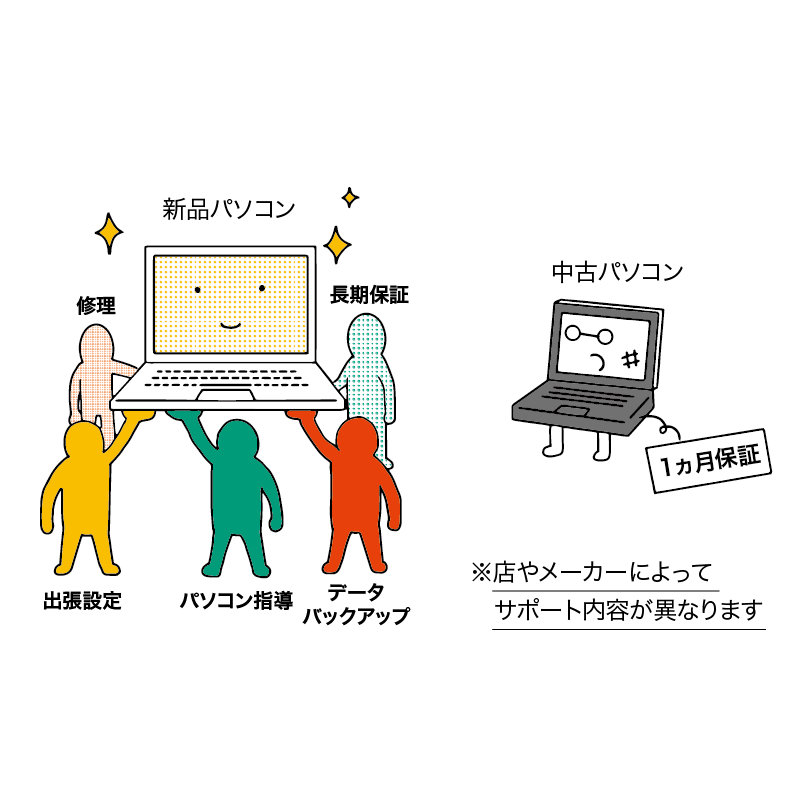 新品パソコン
修理
長期保証
出張設定
パソコン指導
データ
バックアップ
中古パソコン
1ヵ月保証
※店やメーカーによって
サポート内容が異なります